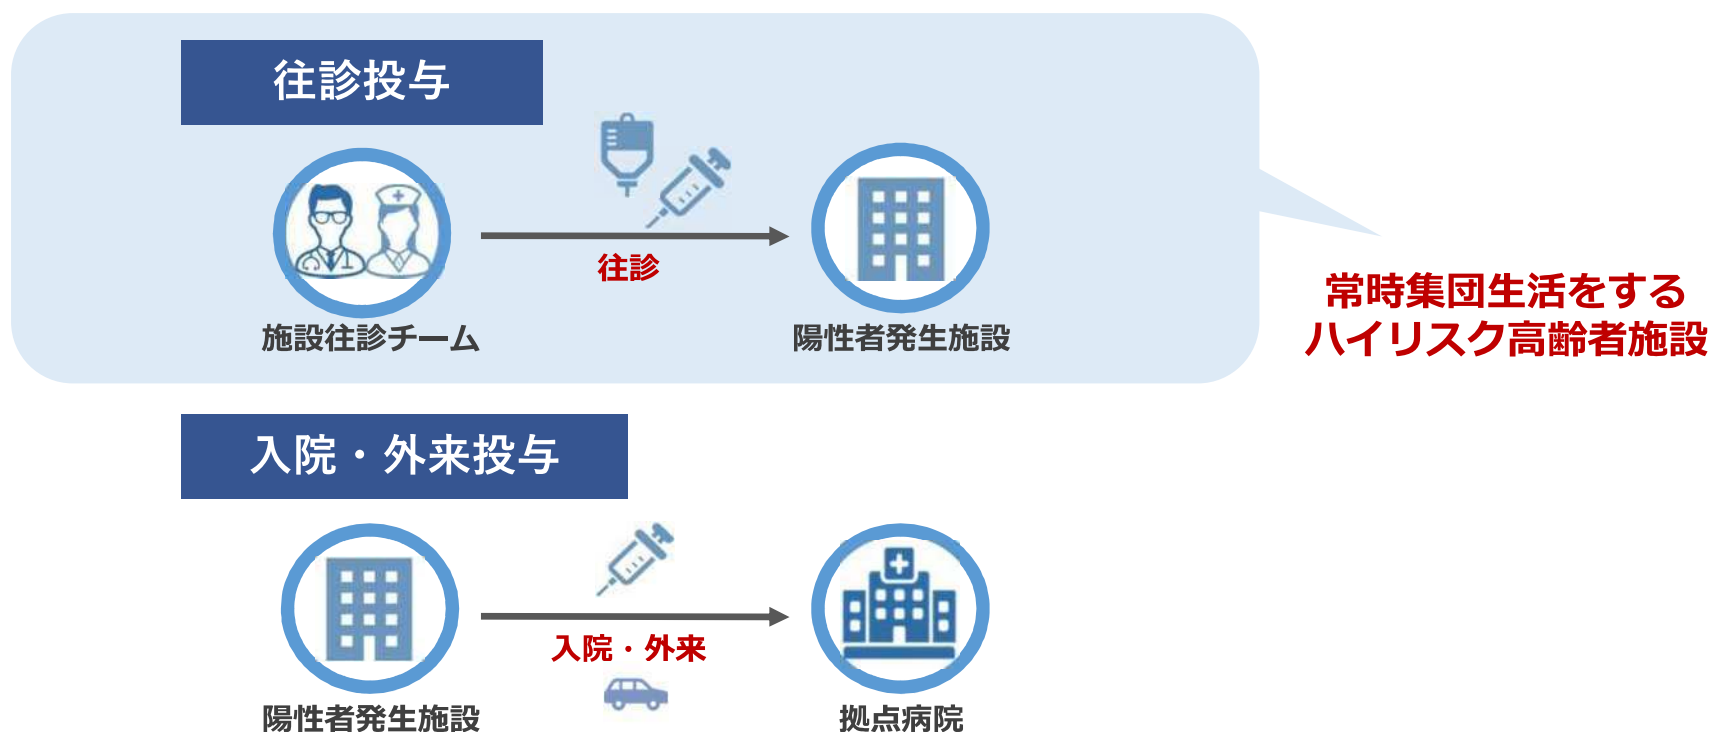 往診投与
往診
施設往診チーム
陽性者発生施設
常時集団生活をする
ハイリスク高齢者施設
入院・外来投与
入院・外来
陽性者発生施設
拠点病院